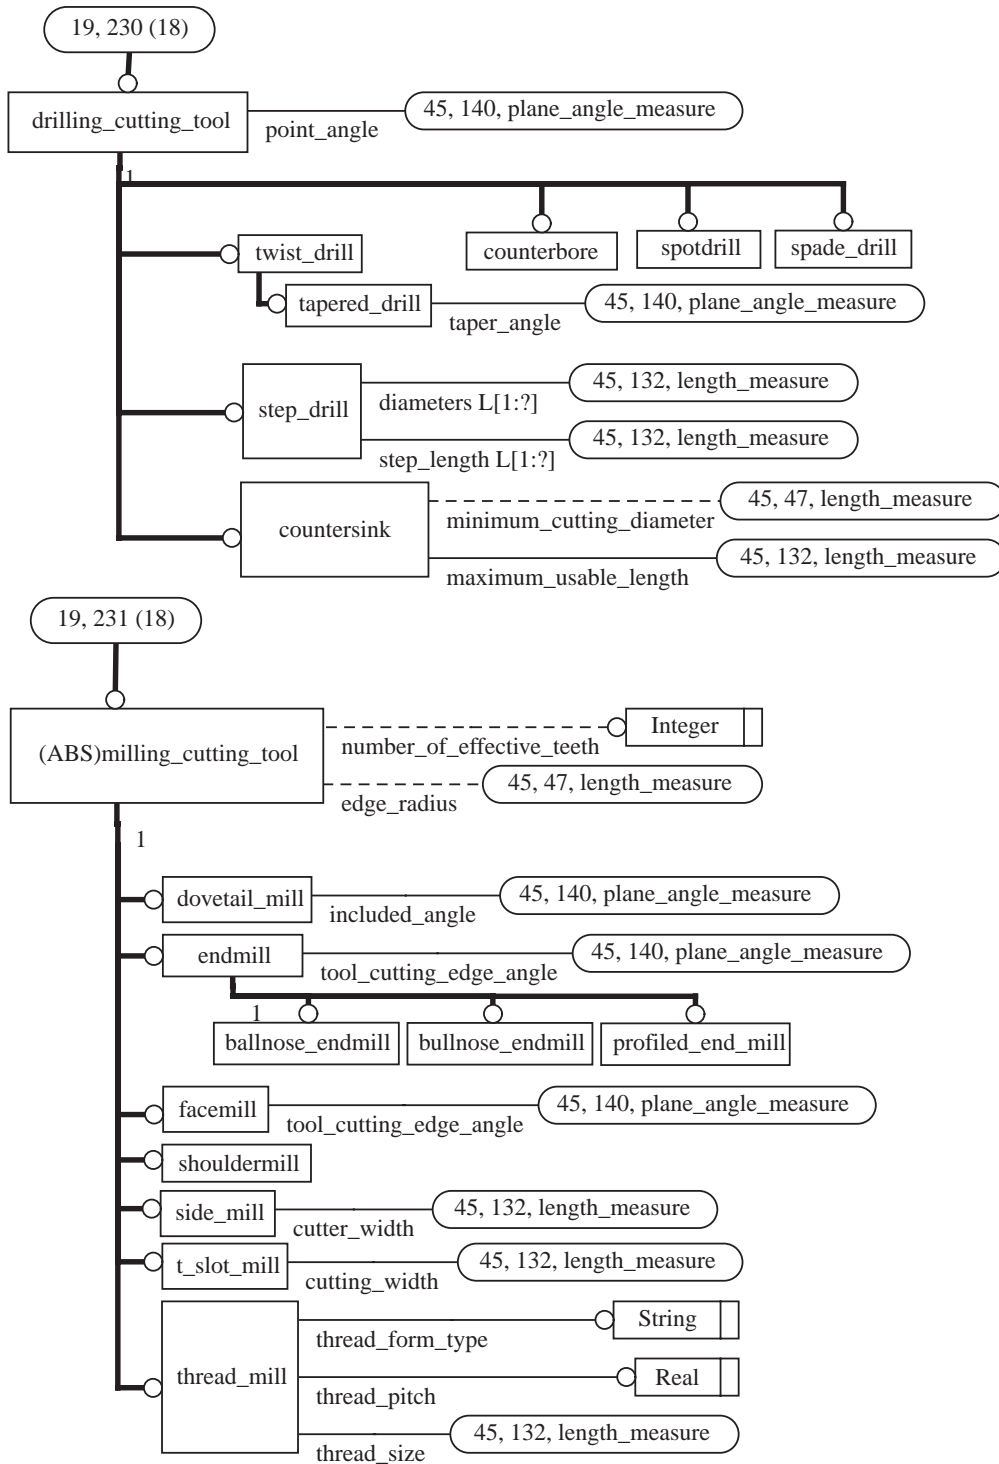 19, 230 (18)
drilling_cutting_tool
45, 140, plane_angle_measure
point_angle
1
counterbore
spotdrill
spade_drill
twist_drill
tapered_drill
45, 140, plane_angle_measure
taper_angle
step_drill
45, 132, length_measure
diameters L[1:?]
45, 132, length_measure
step_length L[1:?]
countersink
45, 47, length_measure
minimum_cutting_diameter
45, 132, length_measure
maximum_usable_length
19, 231 (18)
(ABS)milling_cutting_tool
Integer
number_of_effective_teeth
45, 47, length_measure
edge_radius
1
dovetail_mill
45, 140, plane_angle_measure
included_angle
endmill
45, 140, plane_angle_measure
tool_cutting_edge_angle
1
ballnose_endmill
bullnose_endmill
profiled_end_mill
facemill
45, 140, plane_angle_measure
tool_cutting_edge_angle
shouldermill
side_mill
45, 132, length_measure
cutter_width
t_slot_mill
45, 132, length_measure
cutting_width
thread_mill
String
thread_form_type
Real
thread_pitch
45, 132, length_measure
thread_size